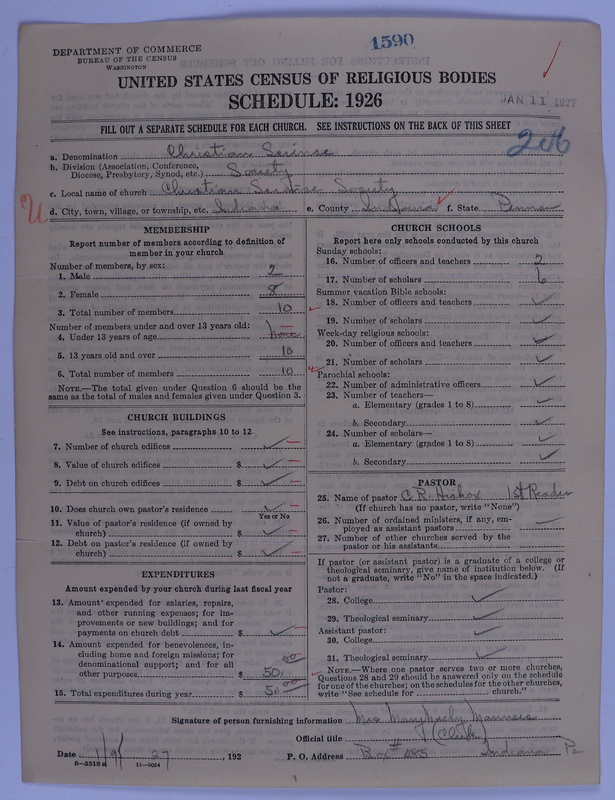 1590
DEPARTMENT OF COMMERCE
BUREAU OF THE CENSUS
WASHINGTON
UNITED STATES CENSUS OF RELIGIOUS BODIES
SCHEDULE: 1926
JAN 11 1927
FILL OUT A SEPARATE SCHEDULE FOR EACH CHURCH. SEE INSTRUCTIONS ON THE BACK OF THIS SHEET
206
a. Denomination Christian Science
b. Division (Association, Conference,
Diocese, Presbytery, Synod, etc.) Society
c. Local name of church Christian Science Society
d. City, town, village, or township, etc. Indiana e. County Indiana f. State Penna
MEMBERSHIP
Report number of members according to definition of
member in your church
Number of members, by sex:
1. Male 2
2. Female 8
3. Total number of members 10
Number of members under and over 13 years old:
4. Under 13 years of age none
5. 13 years old and over 10
6. Total number of members 10
NOTE.—The total given under Question 6 should be the
same as the total of males and females given under Question 3.
CHURCH BUILDINGS
See instructions, paragraphs 10 to 12
7. Number of church edifices
8. Value of church edifices $
9. Debt on church edifices $
10. Does church own pastor's residence
Yes or No
11. Value of pastor's residence (if owned by
church) $
12. Debt on pastor's residence (if owned by
church) $
EXPENDITURES
Amount expended by your church during last fiscal year
13. Amount expended for salaries, repairs,
and other running expenses; for im-
provements or new buildings; and for
payments on church debt $
14. Amount expended for benevolences, in-
cluding home and foreign missions; for
denominational support; and for all
other purposes $ 50.00
15. Total expenditures during year $ 50.00
CHURCH SCHOOLS
Report here only schools conducted by this church
Sunday schools:
16. Number of officers and teachers 2
17. Number of scholars 6
Summer vacation Bible schools:
18. Number of officers and teachers
19. Number of scholars
Week-day religious schools:
20. Number of officers and teachers
21. Number of scholars
Parochial schools:
22. Number of administrative officers
23. Number of teachers—
a. Elementary (grades 1 to 8)
b. Secondary
24. Number of scholars—
a. Elementary (grades 1 to 8)
b. Secondary
PASTOR
25. Name of pastor C. R. 1st Reader
(If church has no pastor, write "None")
26. Number of ordained ministers, if any, em-
ployed as assistant pastors
27. Number of other churches served by the
pastor or his assistants
If pastor (or assistant pastor) is a graduate of a college or
theological seminary, give name of institution below. (If
not a graduate, write "No" in the space indicated.)
Pastor:
28. College
29. Theological seminary
Assistant pastor:
30. College
31. Theological seminary
NOTE.—Where one pastor serves two or more churches,
Questions 28 and 29 should be answered only on the schedule
for one of the churches; on the schedules for the other churches,
write "See schedule for church."
Signature of person furnishing information Mrs. Mary Manners
Official title (Clerk)
Date 1/9/27, 192 P. O. Address Box # 485 Indiana Pa
8—5318a 11—9054